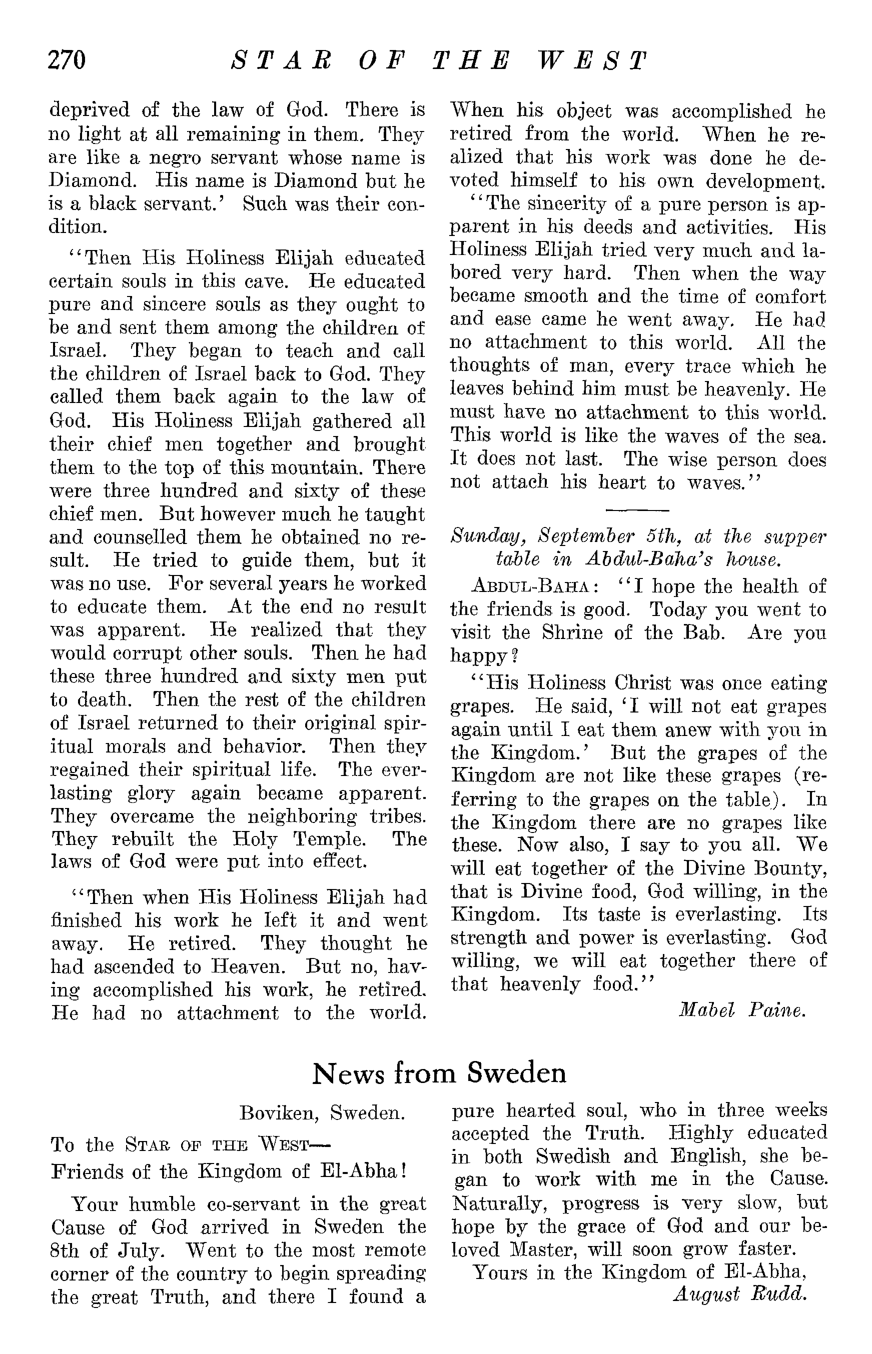 270 STAR OF THE WEST
deprived of the law of God. There is
no light at all remaining in them. They
are like a negro servant whose name is
Diamond. His name is Diamond but he
is a black servant.' Such was their con-
dition.
"Then His Holiness Elijah educated
certain souls in this cave. He educated
pure and sincere souls as they ought to
be and sent them among the children of
Israel. They began to teach and call
the children of Israel back to God. They
called them back again to the law of
God. His Holiness Elijah gathered all
their chief men together and brought
them to the top of this mountain. There
were three hundred and sixty of these
chief men. But however much he taught
and counselled them he obtained no re-
sult. He tried to guide them, but it
was no use. For several years he worked
to educate them. At the end no result
was apparent. He realized that they
would corrupt other souls. Then he had
these three hundred and sixty men put
to death. Then the rest of the children
of Israel returned to their original spir-
itual morals and behavior. Then they
regained their spiritual life. The ever-
lasting glory again became apparent.
They overcame the neighboring tribes.
They rebuilt the Holy Temple. The
laws of God were put into effect.
"Then when His Holiness Elijah had
finished his work he left it and went
away. He retired. They thought he
had ascended to Heaven. But no, hav-
ing accomplished his work, he retired.
He had no attachment to the world.
When his object was accomplished he
retired from the world. When he re-
alized that his work was done he de-
voted himself to his own development.
"The sincerity of a pure person is ap-
parent in his deeds and activities. His
Holiness Elijah tried very much and la-
bored very hard. Then when the way
became smooth and the time of comfort
and ease came he went away. He had
no attachment to this world. All the
thoughts of man, every trace which he
leaves behind him must be heavenly. He
must have no attachment to this world.
This world is like the waves of the sea.
It does not last. The wise person does
not attach his heart to waves."
Sunday, September 5th, at the supper
table in Abdul-Baha's house.
ABDUL-BAHA: "I hope the health of
the friends is good. Today you went to
visit the Shrine of the Bab. Are you
happy?
"His Holiness Christ was once eating
grapes. He said, 'I will not eat grapes
again until I eat them anew with you in
the Kingdom.' But the grapes of the
Kingdom are not like these grapes (re-
ferring to the grapes on the table). In
the Kingdom there are no grapes like
these. Now also, I say to you all. We
will eat together of the Divine Bounty,
that is Divine food, God willing, in the
Kingdom. Its taste is everlasting. Its
strength and power is everlasting. God
willing, we will eat together there of
that heavenly food."
Mabel Paine.
News from Sweden
Boviken, Sweden.
To the STAR OF THE WEST—
Friends of the Kingdom of El-Abha!
Your humble co-servant in the great
Cause of God arrived in Sweden the
8th of July. Went to the most remote
corner of the country to begin spreading
the great Truth, and there I found a
pure hearted soul, who in three weeks
accepted the Truth. Highly educated
in both Swedish and English, she be-
gan to work with me in the Cause.
Naturally, progress is very slow, but
hope by the grace of God and our be-
loved Master, will soon grow faster.
Yours in the Kingdom of El-Abha,
August Rudd.